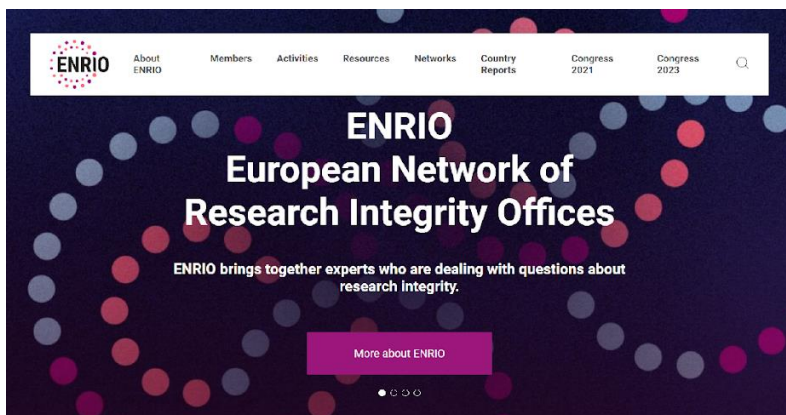 ENRIO
About ENRIO
Members
Activities
Resources
Networks
Country Reports
Congress 2021
Congress 2023
ENRIO
European Network of
Research Integrity Offices
ENRIO brings together experts who are dealing with questions about
research integrity.
More about ENRIO